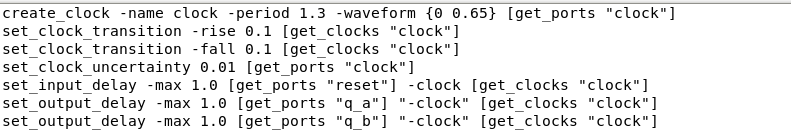 create_clock -name clock -period 1.3 -waveform {0 0.65} [get_ports "clock"]
set_clock_transition -rise 0.1 [get_clocks "clock"]
set_clock_transition -fall 0.1 [get_clocks "clock"]
set_clock_uncertainty 0.01 [get_ports "clock"]
set_input_delay -max 1.0 [get_ports "reset"] -clock [get_clocks "clock"]
set_output_delay -max 1.0 [get_ports "q_a"] "-clock" [get_clocks "clock"]
set_output_delay -max 1.0 [get_ports "q_b"] "-clock" [get_clocks "clock"]